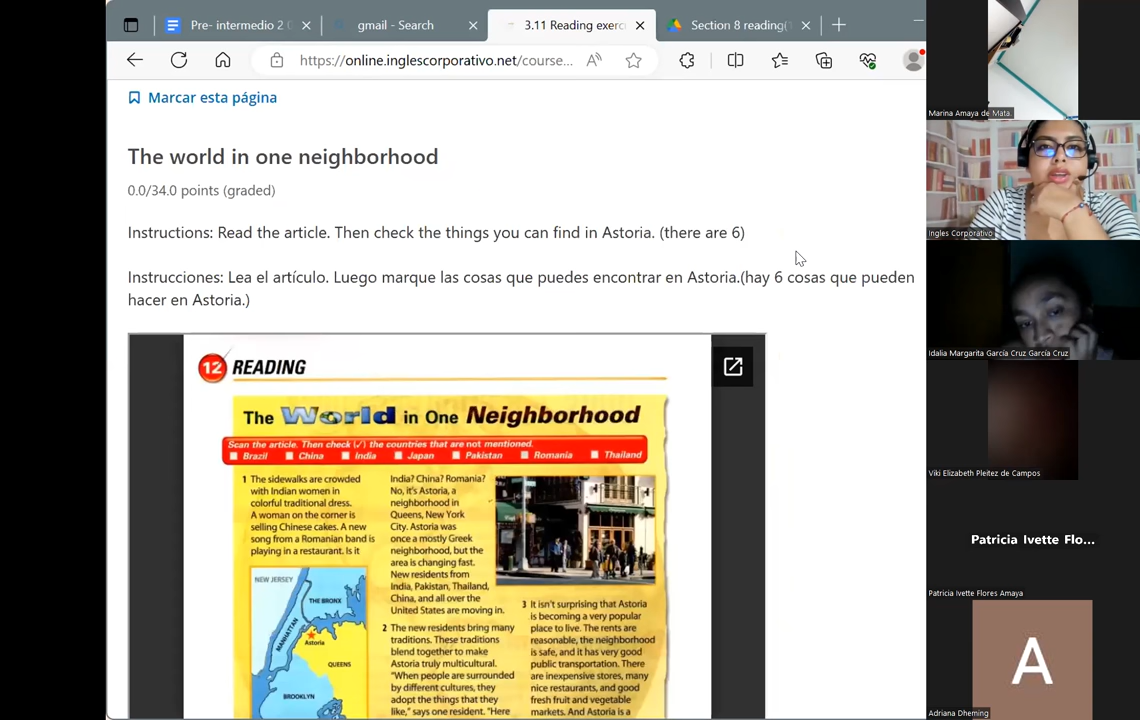 Pre- intermedio 2
gmail - Search
3.11 Reading exerc
Section 8 reading(
https://online.inglescorporativo.net/course...
Marcar esta página
The world in one neighborhood
0.0/34.0 points (graded)
Instructions: Read the article. Then check the things you can find in Astoria. (there are 6)
Instrucciones: Lea el artículo. Luego marque las cosas que puedes encontrar en Astoria.(hay 6 cosas que pueden
hacer en Astoria.)
12 READING
The World in One Neighborhood
Scan the article. Then check (✓) the countries that are not mentioned.
Brazil China India Japan Pakistan Romania Thailand
1 The sidewalks are crowded
with Indian women in
colorful traditional dress.
A woman on the corner is
selling Chinese cakes. A new
song from a Romanian band is
playing in a restaurant. Is it
India? China? Romania?
No, it's Astoria, a
neighborhood in
Queens, New York
City. Astoria was
once a mostly Greek
neighborhood, but the
area is changing fast.
New residents from
India, Pakistan, Thailand,
China, and all over the
United States are moving in.
2 The new residents bring many
traditions. These traditions
blend together to make
Astoria truly multicultural.
"When people are surrounded
by different cultures, they
adopt the things that they
like," says one resident. "Here
3 It isn't surprising that Astoria
is becoming a very popular
place to live. The rents are
reasonable, the neighborhood
is safe, and it has very good
public transportation. There
are inexpensive stores, many
nice restaurants, and good
fresh fruit and vegetable
markets. And Astoria is a
NEW JERSEY
THE BRONX
MANHATTAN
Astoria
QUEENS
BROOKLYN
Marina Amaya de Mata.
Ingles Corporativo
Idalia Margarita García Cruz García Cruz
Viki Elizabeth Pleitez de Campos
Patricia Ivette Flo...
Patricia Ivette Flores Amaya
A
Adriana Dheming